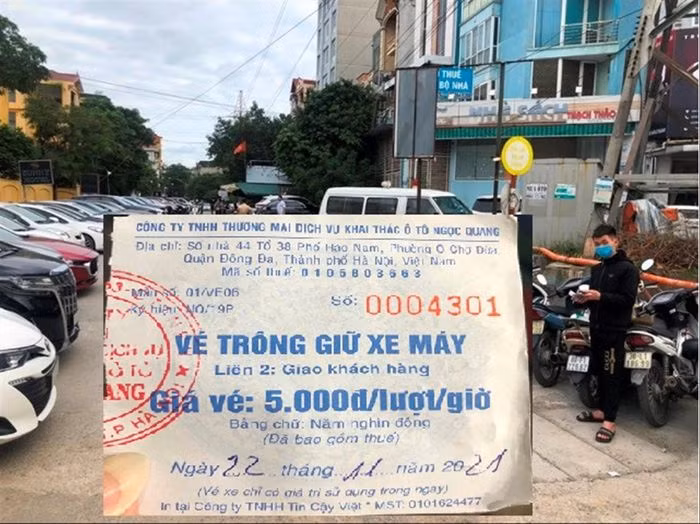 THUÊ
BỘ NHÀ
NHÀ SÁCH
THẠCH THẢO
CÔNG TY TNHH THƯƠNG MẠI DỊCH VỤ KHAI THÁC Ô TÔ NGỌC QUANG
Địa chỉ: Số nhà 44 Tổ 38 Phố Hào Nam, Phường Ô Chợ Dừa,
Quận Đống Đa, Thành phố Hà Nội, Việt Nam
Mã số thuế: 0105803663
Mẫu số: 01/VE06
Ký hiệu: NQ/19P
Số: 0004301
VÉ TRÔNG GIỮ XE MÁY
Liên 2: Giao khách hàng
Giá vé: 5.000đ/lượt/giờ
Bằng chữ: Năm nghìn đồng
(Đã bao gồm thuế)
Ngày 22 tháng 11 năm 2021
(Vé xe chỉ có giá trị sử dụng trong ngày)
In tại Công ty TNHH Tin Cậy Việt * MST: 0101624477